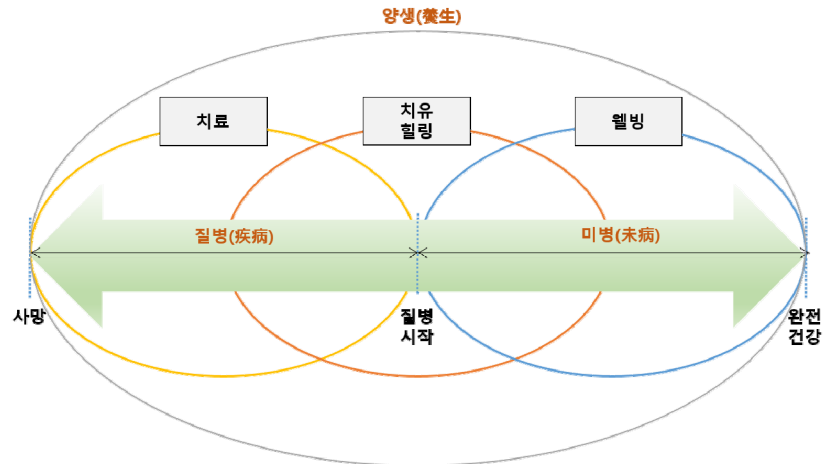 양생(養生)
치료
치유
힐링
웰빙
질병(疾病)
미병(未病)
사망
질병
시작
완전
건강